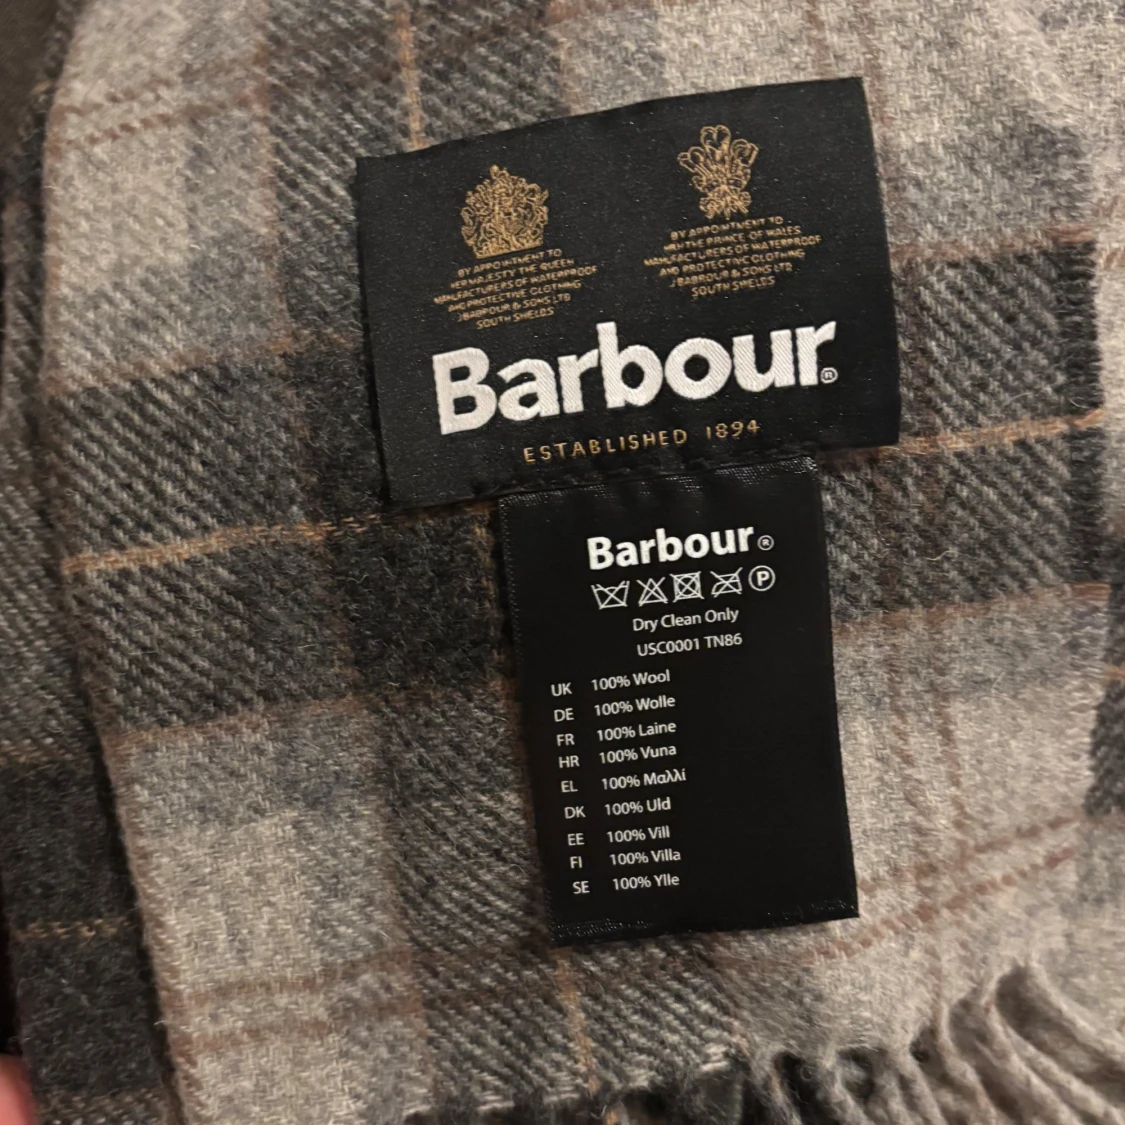 BY APPOINTMENT TO
HER MAJESTY THE QUEEN
MANUFACTURERS OF WATERPROOF
AND PROTECTIVE CLOTHING
J.BARBOUR & SONS LTD
SOUTH SHIELDS
BY APPOINTMENT TO
HRH THE PRINCE OF WALES
MANUFACTURERS OF WATERPROOF
AND PROTECTIVE CLOTHING
J.BARBOUR & SONS LTD
SOUTH SHIELDS
Barbour®
ESTABLISHED 1894
Barbour®
P
Dry Clean Only
USC0001 TN86
UK 100% Wool
DE 100% Wolle
FR 100% Laine
HR 100% Vuna
EL 100% Μαλλί
DK 100% Uld
EE 100% Vill
FI 100% Villa
SE 100% Ylle